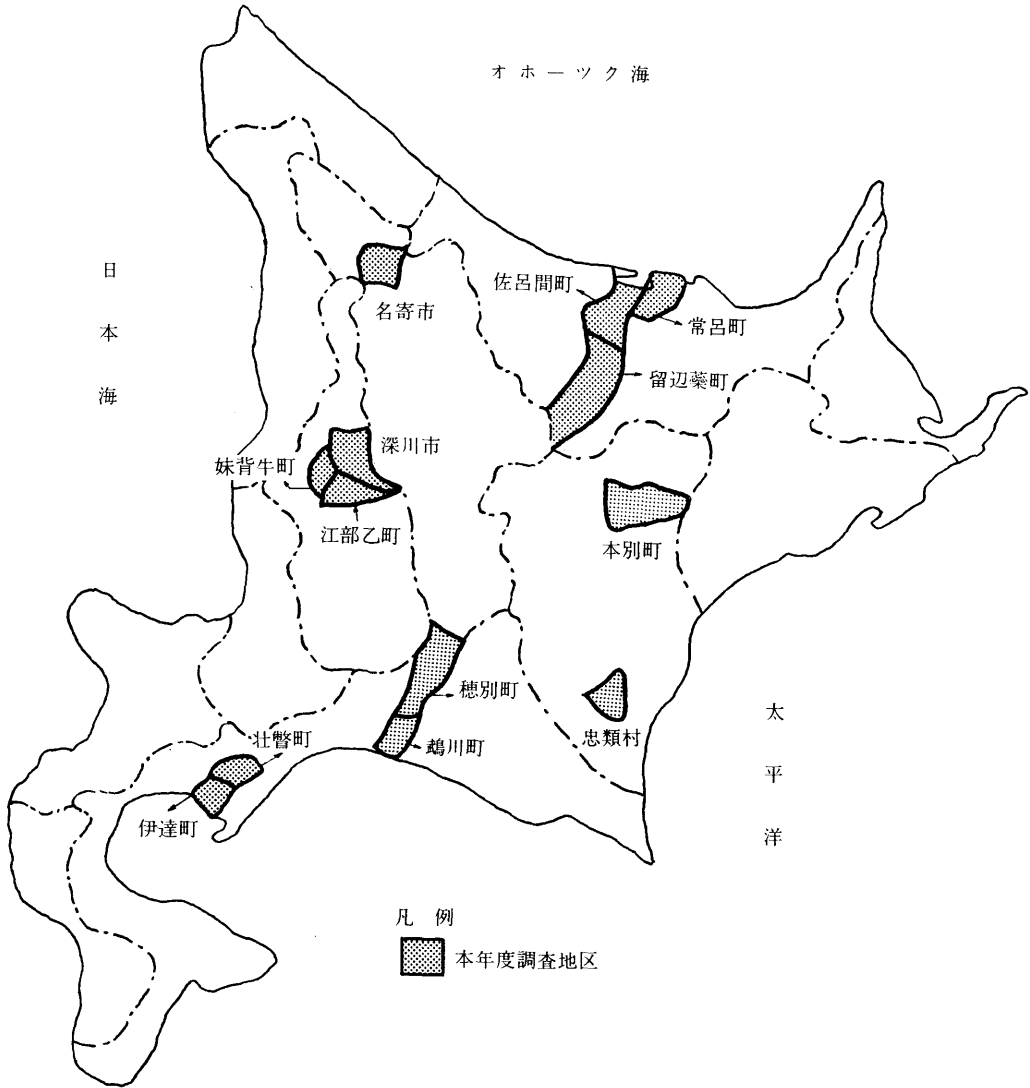 オホーツク海
日本海
佐呂間町
名寄市
常呂町
留辺蘂町
深川市
妹背牛町
江部乙町
本別町
穂別町
太平洋
忠類村
壮瞥町
鵡川町
伊達町
凡例
本年度調査地区